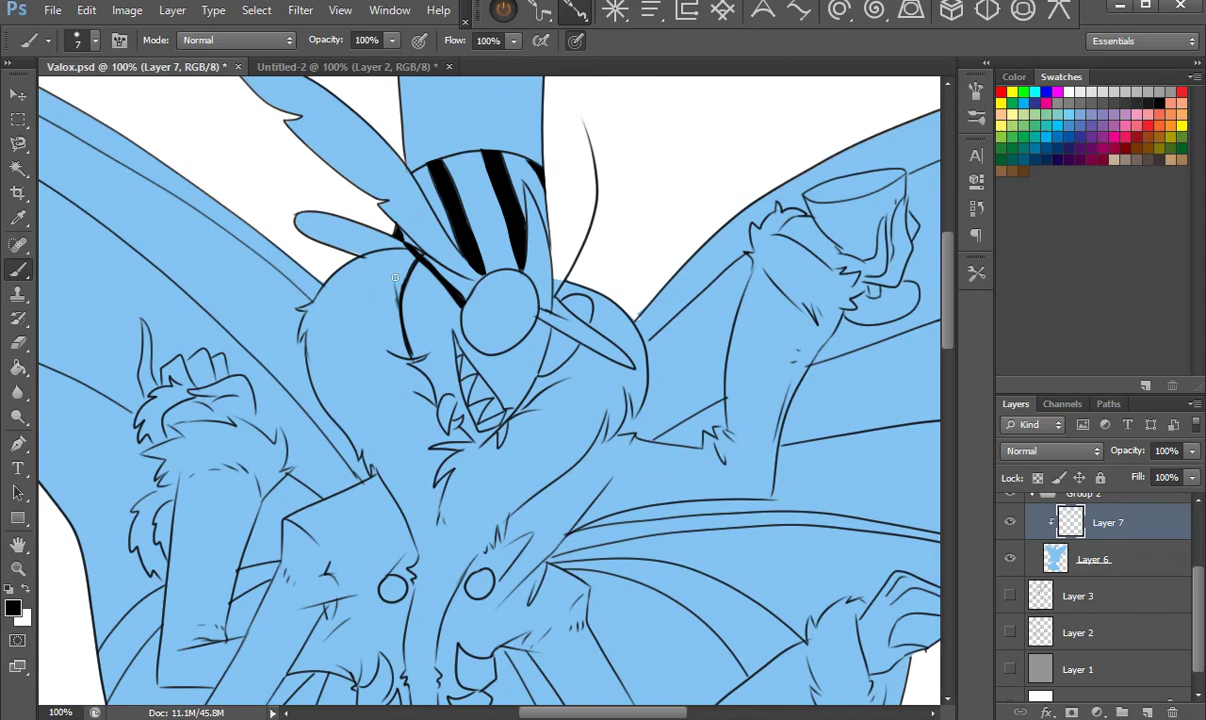 Ps File Edit Image Layer Type Select Filter View Window Help
7 Mode: Normal Opacity: 100% Flow: 100% Essentials
Valox.psd @ 100% (Layer 7, RGB/8) * × Untitled-2 @ 100% (Layer 2, RGB/8) * ×
Color Swatches
Layers Channels Paths
Kind
Normal Opacity: 100%
Lock: Fill: 100%
Group 2
Layer 7
Layer 6
Layer 3
Layer 2
Layer 1
100% Doc: 11.1M/45.8M